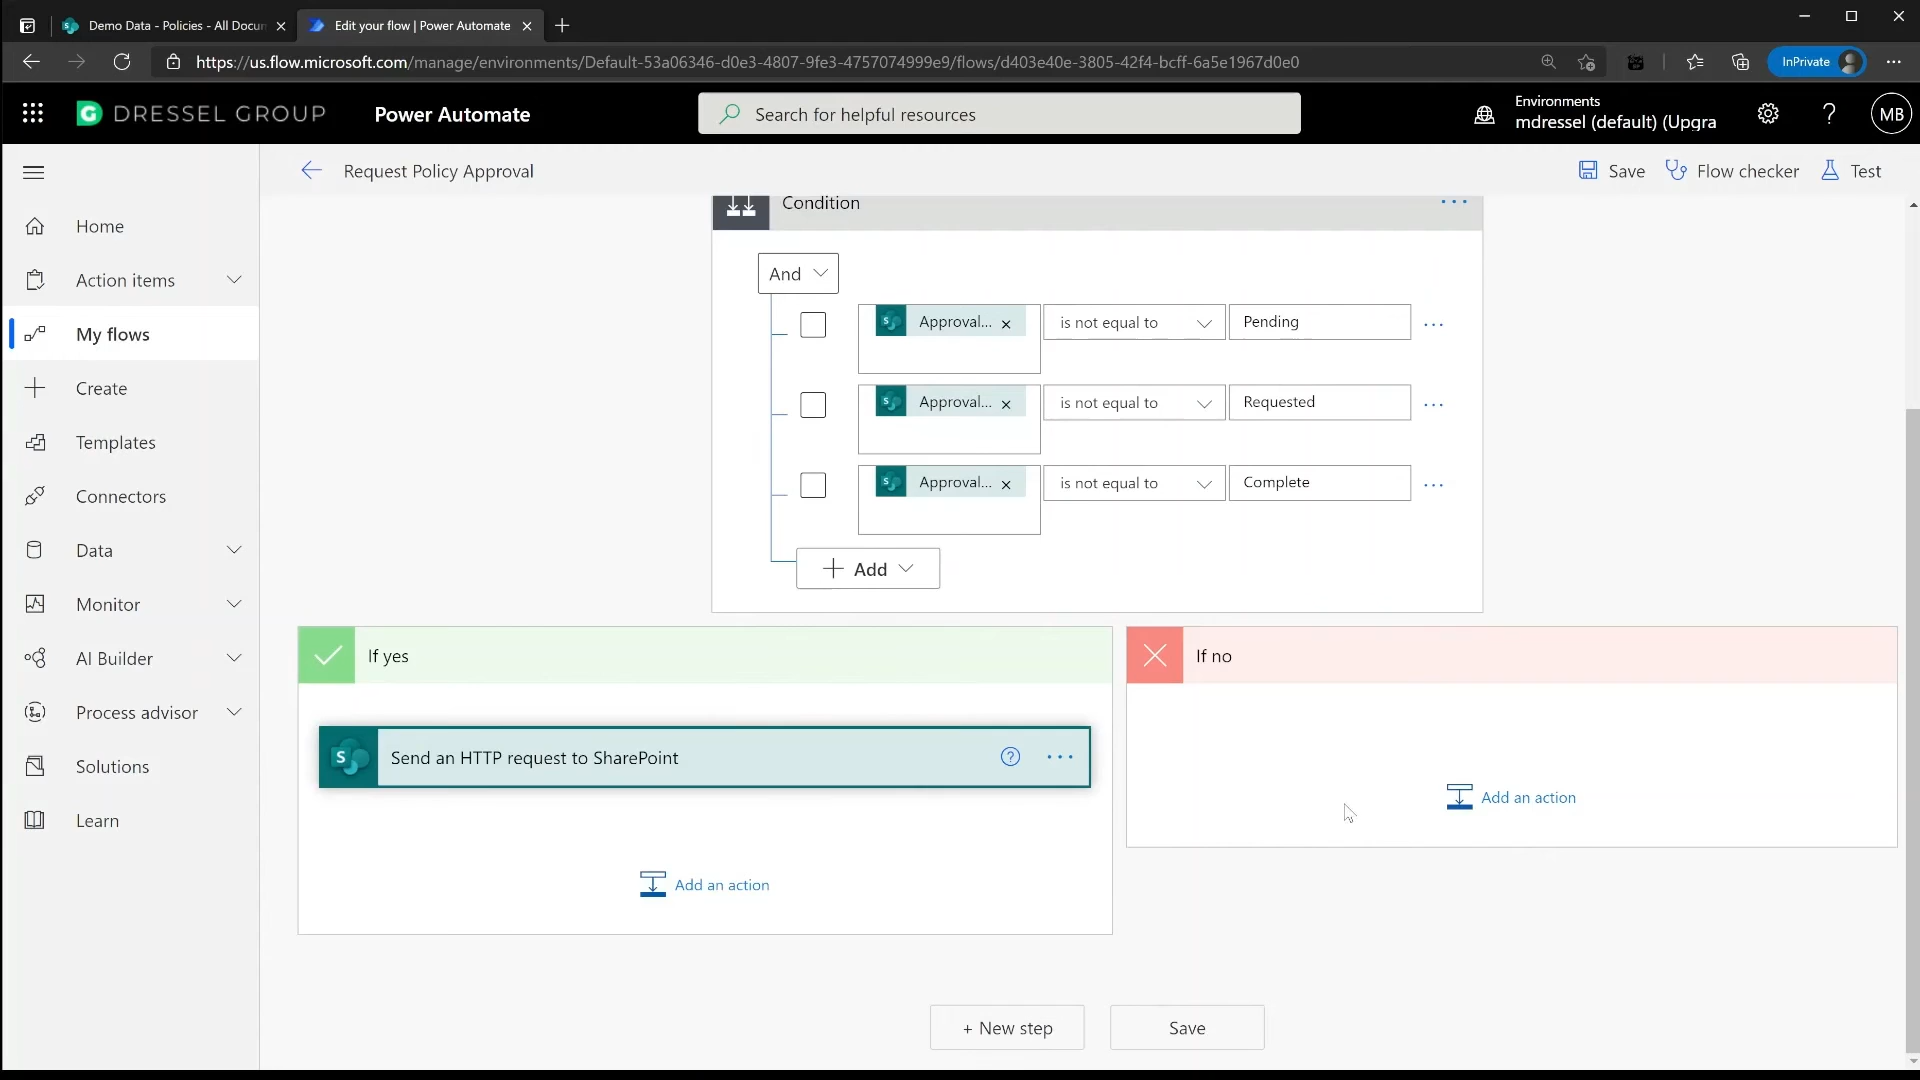 Demo Data - Policies - All Docun
Edit your flow | Power Automate
https://us.flow.microsoft.com/manage/environments/Default-53a06346-d0e3-4807-9fe3-4757074999e9/flows/d403e40e-3805-42f4-bcff-6a5e1967d0e0
InPrivate
DRESSEL GROUP
Power Automate
Search for helpful resources
Environments
mdressel (default) (Upgra
?
MB
Request Policy Approval
Save
Flow checker
Test
Home
Action items
My flows
Create
Templates
Connectors
Data
Monitor
AI Builder
Process advisor
Solutions
Learn
Condition
And
Approval...
is not equal to
Pending
Approval...
is not equal to
Requested
Approval...
is not equal to
Complete
+ Add
If yes
If no
Send an HTTP request to SharePoint
Add an action
Add an action
+ New step
Save